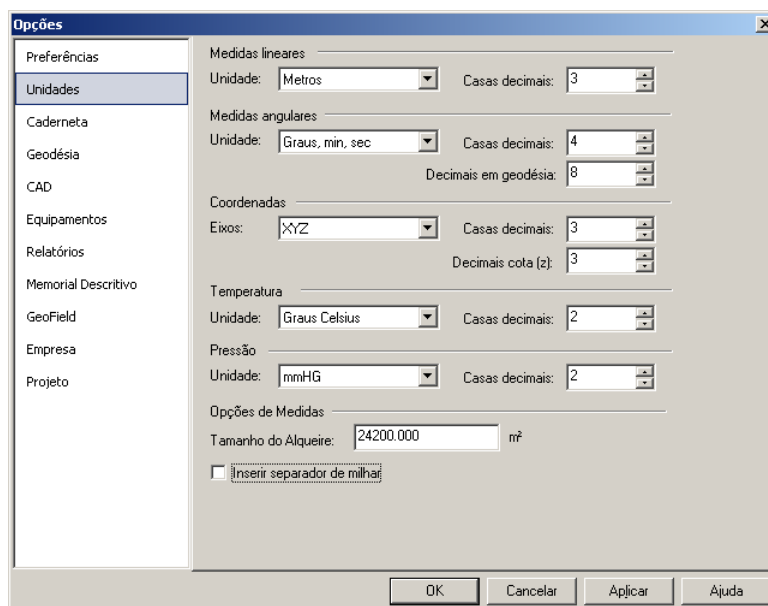 Opções
Preferências
Unidades
Caderneta
Geodésia
CAD
Equipamentos
Relatórios
Memorial Descritivo
GeoField
Empresa
Projeto
Medidas lineares
Unidade: Metros Casas decimais: 3
Medidas angulares
Unidade: Graus, min, sec Casas decimais: 4
Decimais em geodésia: 8
Coordenadas
Eixos: XYZ Casas decimais: 3
Decimais cota (z): 3
Temperatura
Unidade: Graus Celsius Casas decimais: 2
Pressão
Unidade: mmHG Casas decimais: 2
Opções de Medidas
Tamanho do Alqueire: 24200.000 m²
Inserir separador de milhar
OK Cancelar Aplicar Ajuda